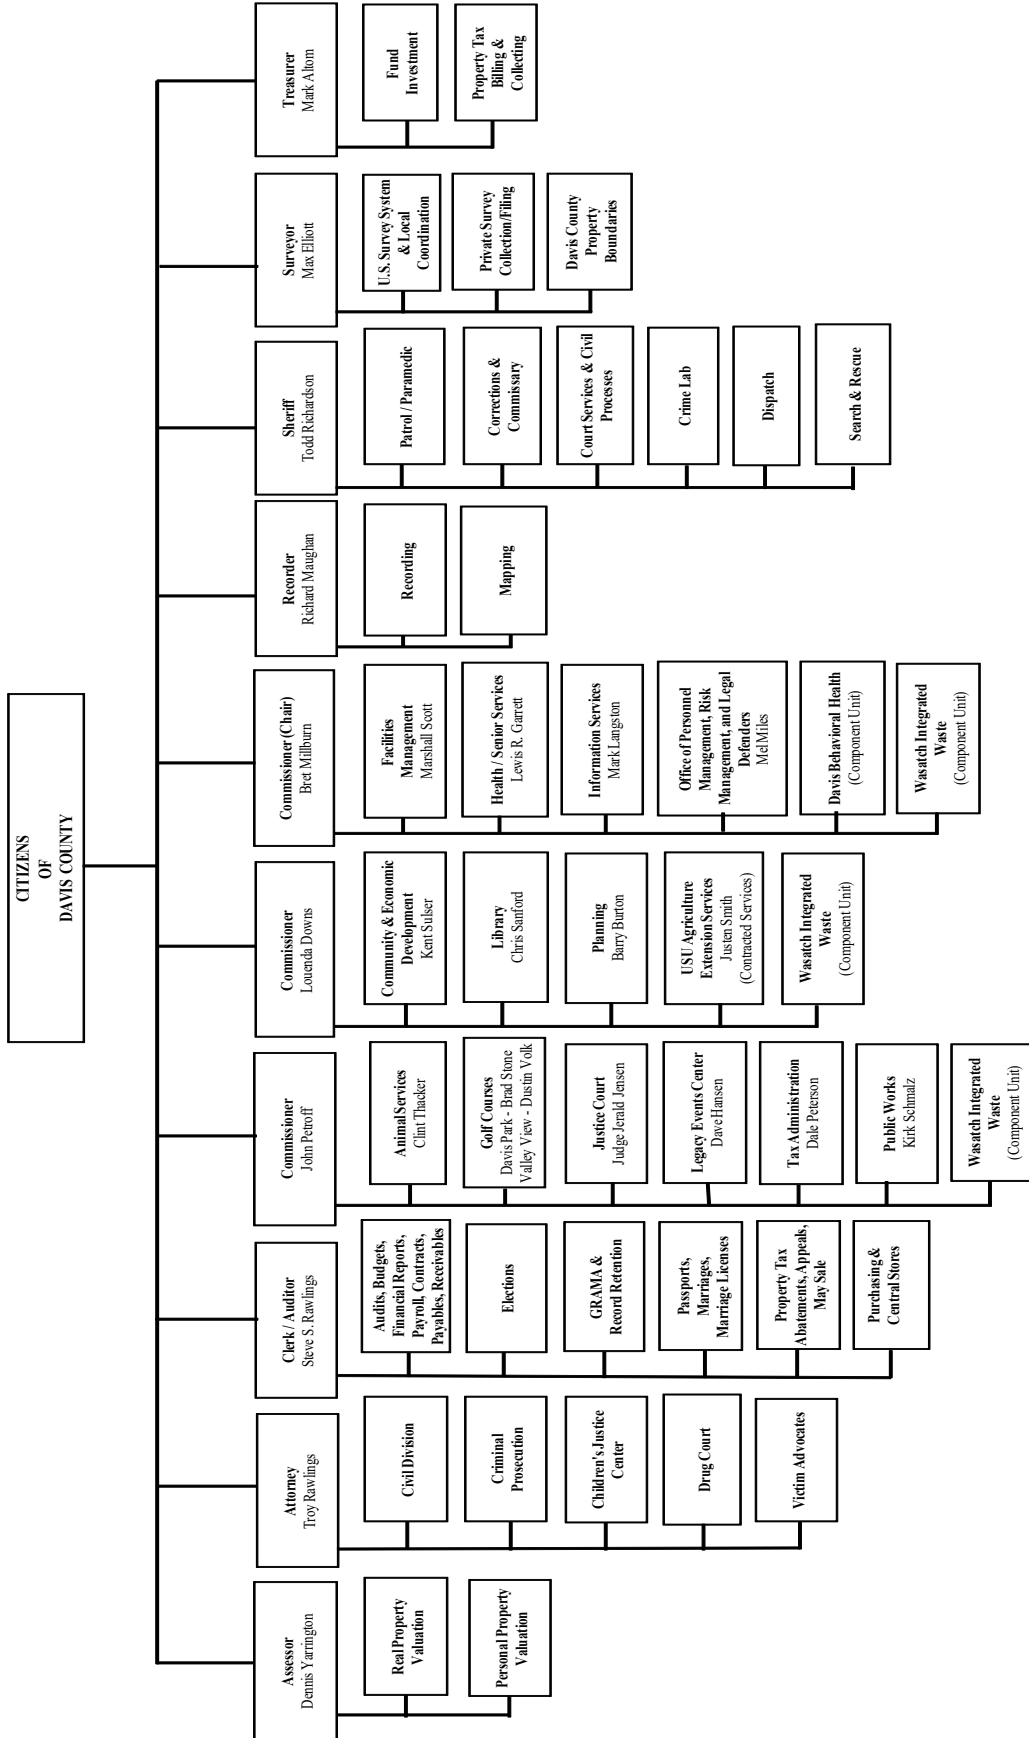 CITIZENS
OF
DAVIS COUNTY
Assessor
Dennis Yarrington
Real Property
Valuation
Personal Property
Valuation
Attorney
Troy Rawlings
Civil Division
Criminal
Prosecution
Children's Justice
Center
Drug Court
Victim Advocates
Clerk / Auditor
Steve S. Rawlings
Audits, Budgets,
Financial Reports,
Payroll, Contracts,
Payables, Receivables
Elections
GRAMA &
Record Retention
Passports,
Marriages,
Marriage Licenses
Property Tax
Abatements, Appeals,
May Sale
Purchasing &
Central Stores
Commissioner
John Petroff
Animal Services
Clint Thacker
Golf Courses
Davis Park - Brad Stone
Valley View - Dustin Volk
Justice Court
Judge Jerald Jensen
Legacy Events Center
Dave Hansen
Tax Administration
Dale Peterson
Public Works
Kirk Schmalz
Wasatch Integrated
Waste
(Component Unit)
Commissioner
Louenda Downs
Community & Economic
Development
Kent Sulser
Library
Chris Sanford
Planning
Barry Burton
USU Agriculture
Extension Services
Justen Smith
(Contracted Services)
Wasatch Integrated
Waste
(Component Unit)
Commissioner (Chair)
Bret Millburn
Facilities
Management
Marshall Scott
Health / Senior Services
Lewis R. Garrett
Information Services
Mark Langston
Office of Personnel
Management, Risk
Management, and Legal
Defenders
Mel Miles
Davis Behavioral Health
(Component Unit)
Wasatch Integrated
Waste
(Component Unit)
Recorder
Richard Maughan
Recording
Mapping
Sheriff
Todd Richardson
Patrol / Paramedic
Corrections &
Commissary
Court Services & Civil
Processes
Crime Lab
Dispatch
Search & Rescue
Surveyor
Max Elliott
U.S. Survey System
& Local
Coordination
Private Survey
Collection/Filing
Davis County
Property
Boundaries
Treasurer
Mark Altom
Fund
Investment
Property Tax
Billing &
Collecting